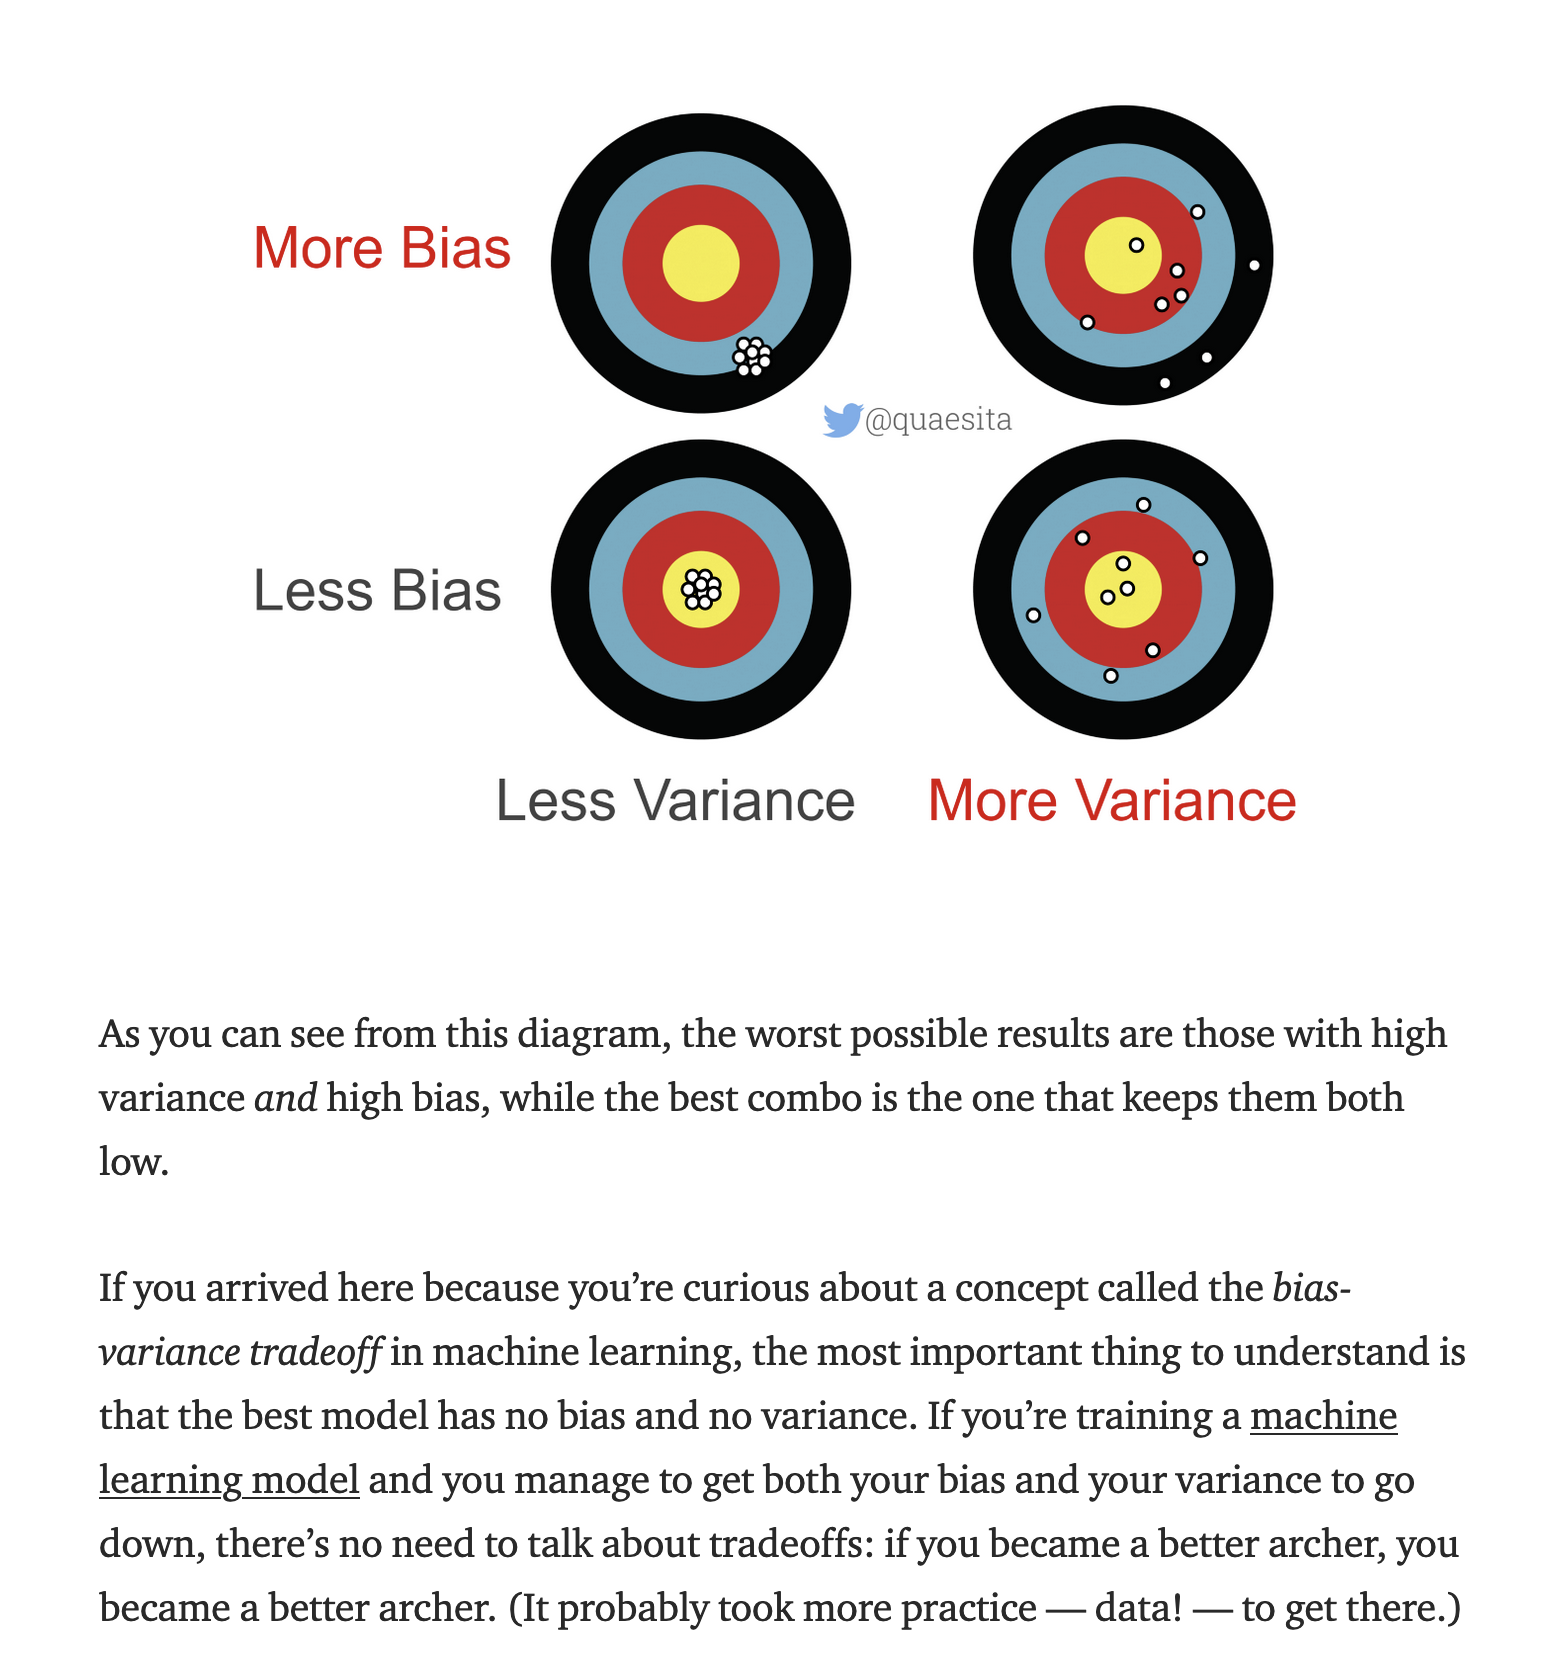 More Bias
@quaesita
Less Bias
Less Variance
More Variance
As you can see from this diagram, the worst possible results are those with high
variance and high bias, while the best combo is the one that keeps them both
low.
If you arrived here because you’re curious about a concept called the bias-
variance tradeoff in machine learning, the most important thing to understand is
that the best model has no bias and no variance. If you’re training a machine
learning model and you manage to get both your bias and your variance to go
down, there’s no need to talk about tradeoffs: if you became a better archer, you
became a better archer. (It probably took more practice — data! — to get there.)